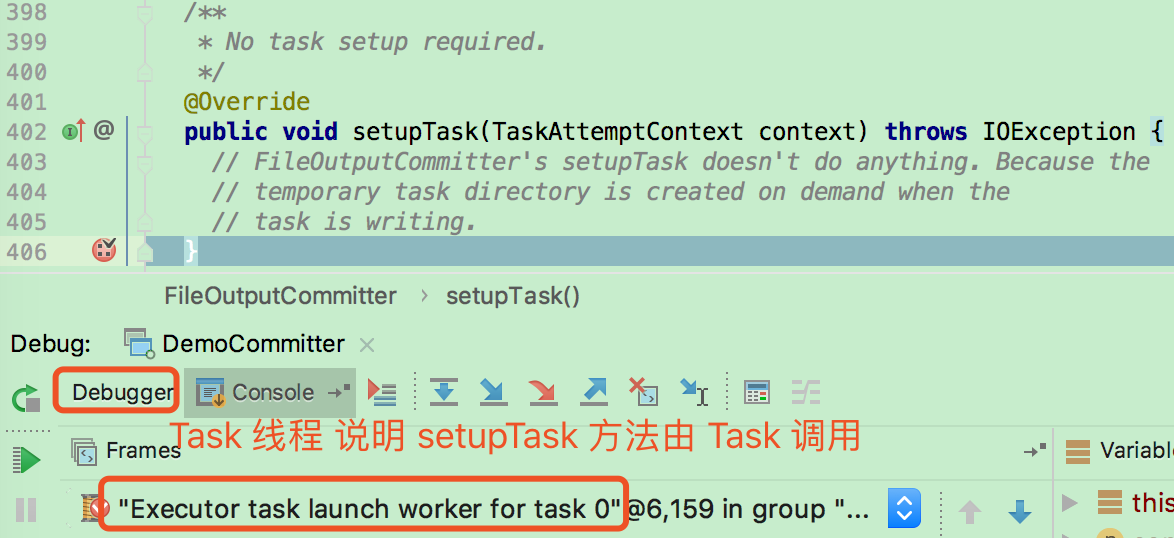 398 /**
399 * No task setup required.
400 */
401 @Override
402 @ public void setupTask(TaskAttemptContext context) throws IOException {
403 // FileOutputCommitter's setupTask doesn't do anything. Because the
404 // temporary task directory is created on demand when the
405 // task is writing.
406 }
FileOutputCommitter › setupTask()
Debug: DemoCommitter
Debugger Console
Task 线程 说明 setupTask 方法由 Task 调用
Frames Variabl
"Executor task launch worker for task 0"@6,159 in group "... this